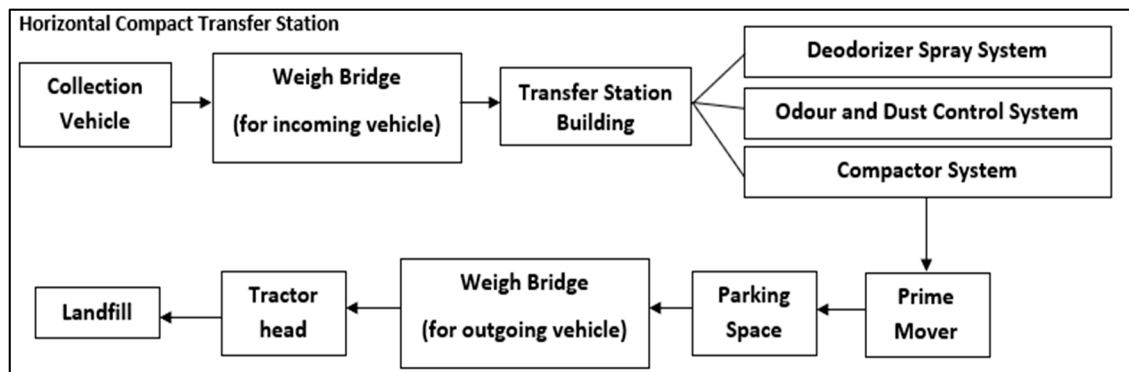 Horizontal Compact Transfer Station
Collection
Vehicle
Weigh Bridge
(for incoming vehicle)
Transfer Station
Building
Deodorizer Spray System
Odour and Dust Control System
Compactor System
Prime
Mover
Parking
Space
Weigh Bridge
(for outgoing vehicle)
Tractor
head
Landfill